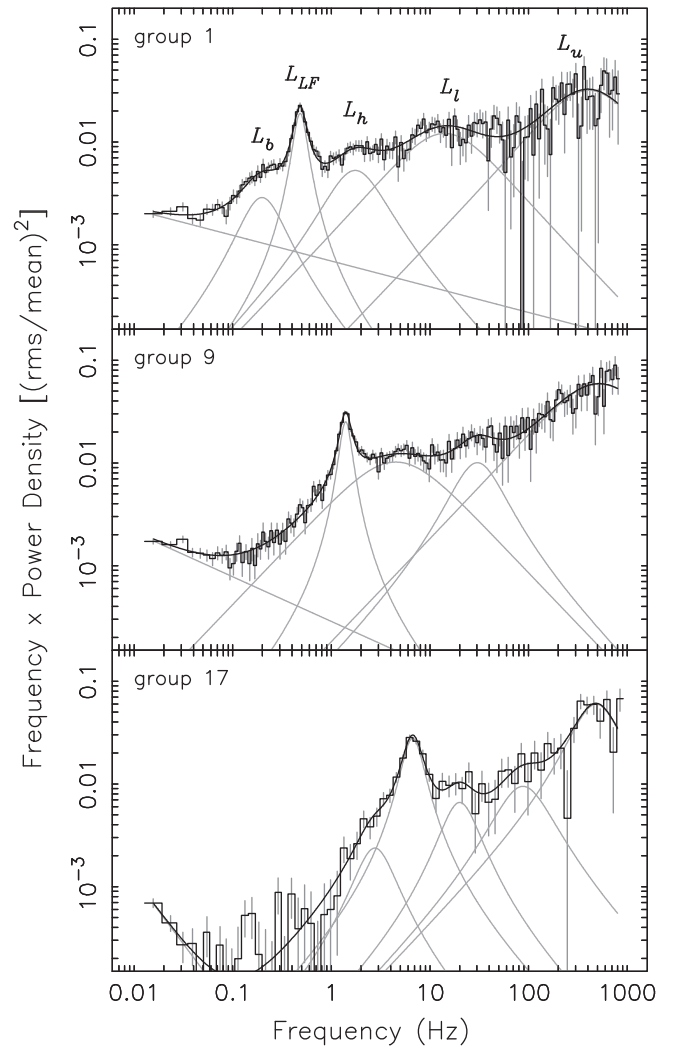 group 1
L_b
L_LF
L_h
L_l
L_u
0.1
0.01
10^-3
group 9
0.1
0.01
10^-3
group 17
0.1
0.01
10^-3
Frequency x Power Density [(rms/mean)^2]
0.01 0.1 1 10 100 1000
Frequency (Hz)